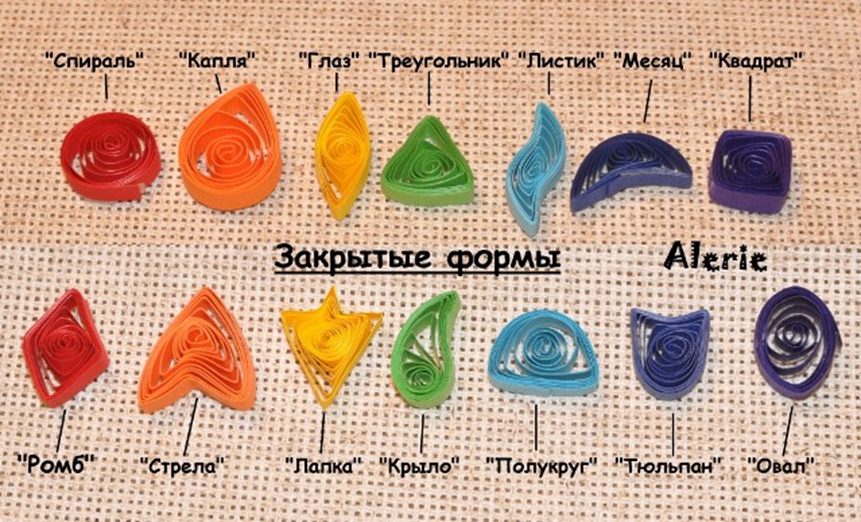 "Спираль" "Капля" "Глаз" "Треугольник" "Листик" "Месяц" "Квадрат"
Закрытые формы Alerie
"Ромб" "Стрела" "Лапка" "Крыло" "Полукруг" "Тюльпан" "Овал"